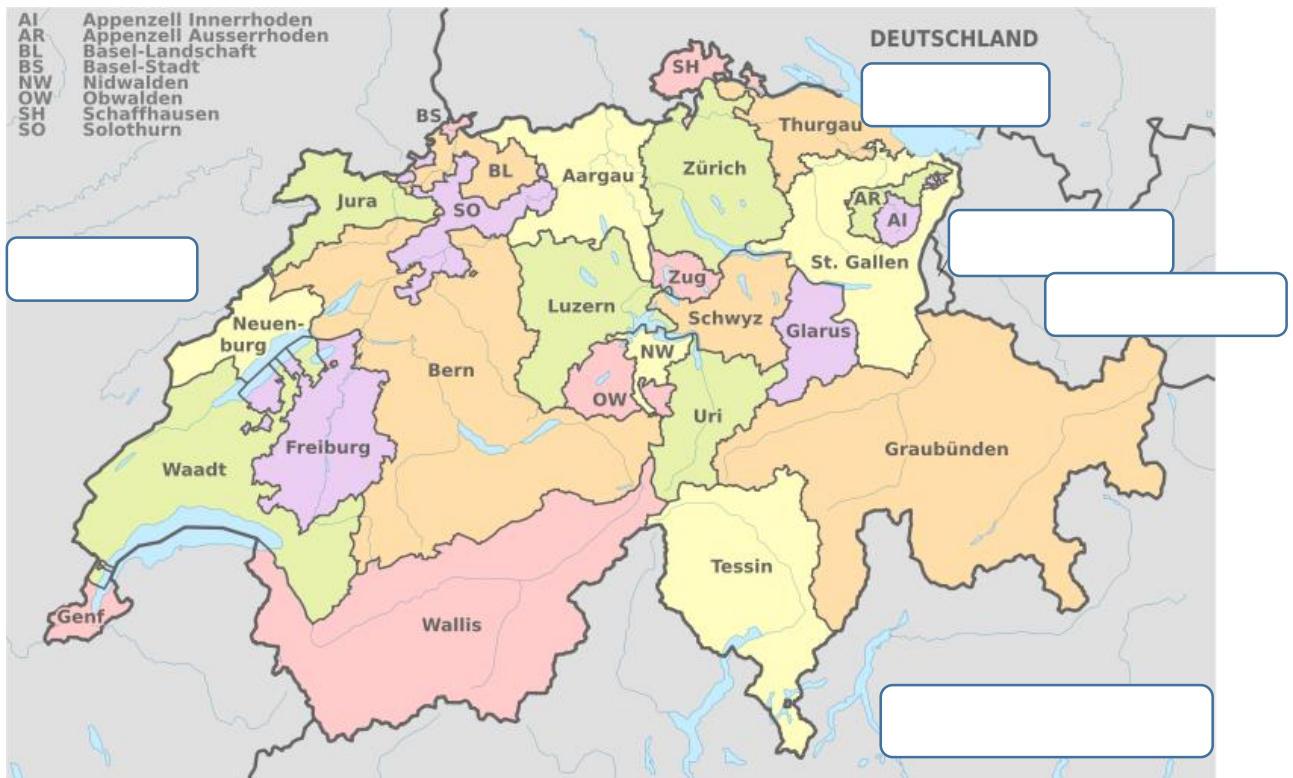 AI Appenzell Innerrhoden
AR Appenzell Ausserrhoden
BL Basel-Landschaft
BS Basel-Stadt
NW Nidwalden
OW Obwalden
SH Schaffhausen
SO Solothurn
DEUTSCHLAND
SH
BS
Thurgau
BL
Aargau
Zürich
Jura
SO
AR
AI
St. Gallen
Zug
Luzern
Schwyz
Glarus
Neuen-
burg
NW
Bern
OW
Uri
Freiburg
Graubünden
Waadt
Tessin
Genf
Wallis